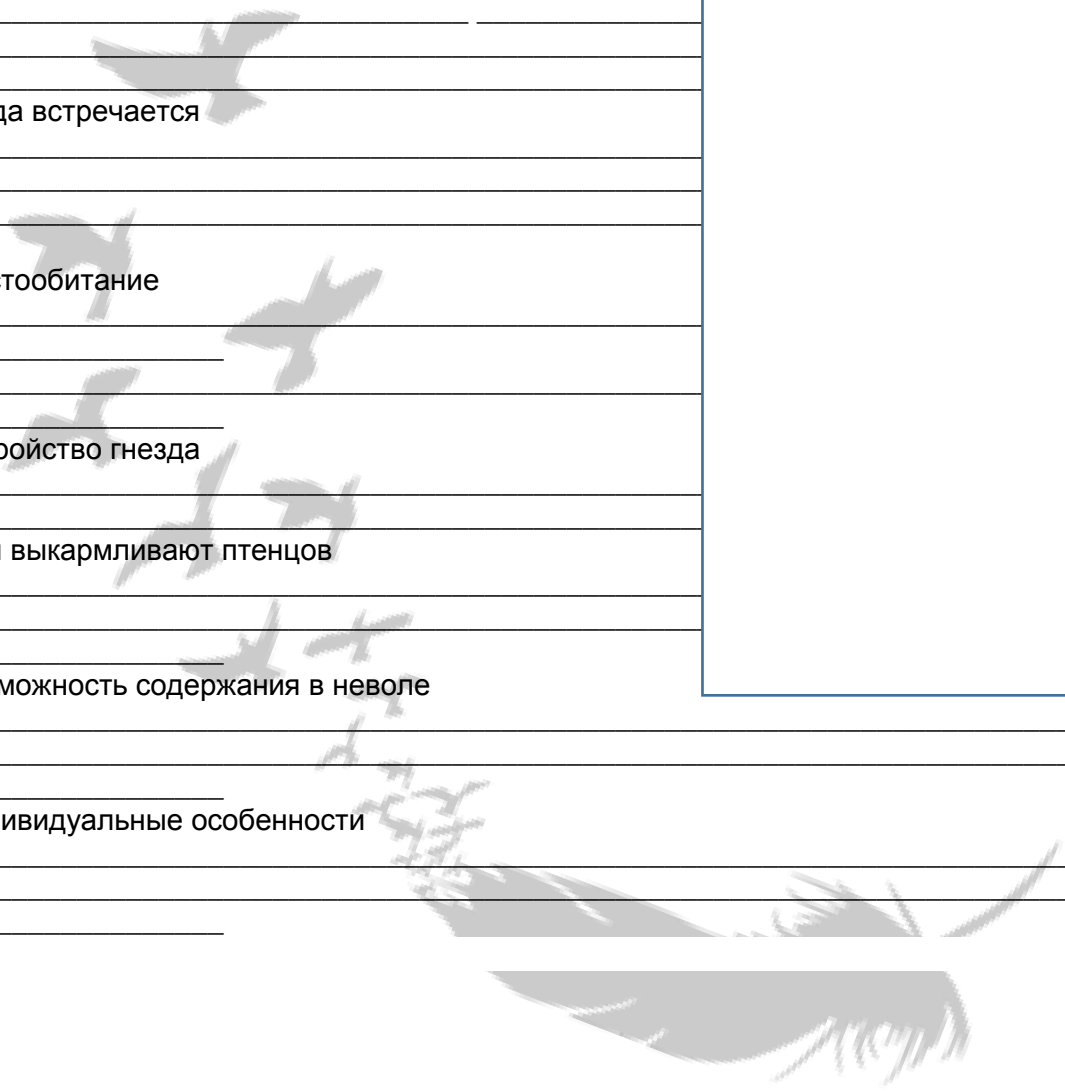 да встречается
стообитание
ройство гнезда
и выкармливают птенцов
можность содержания в неволе
ивидуальные особенности